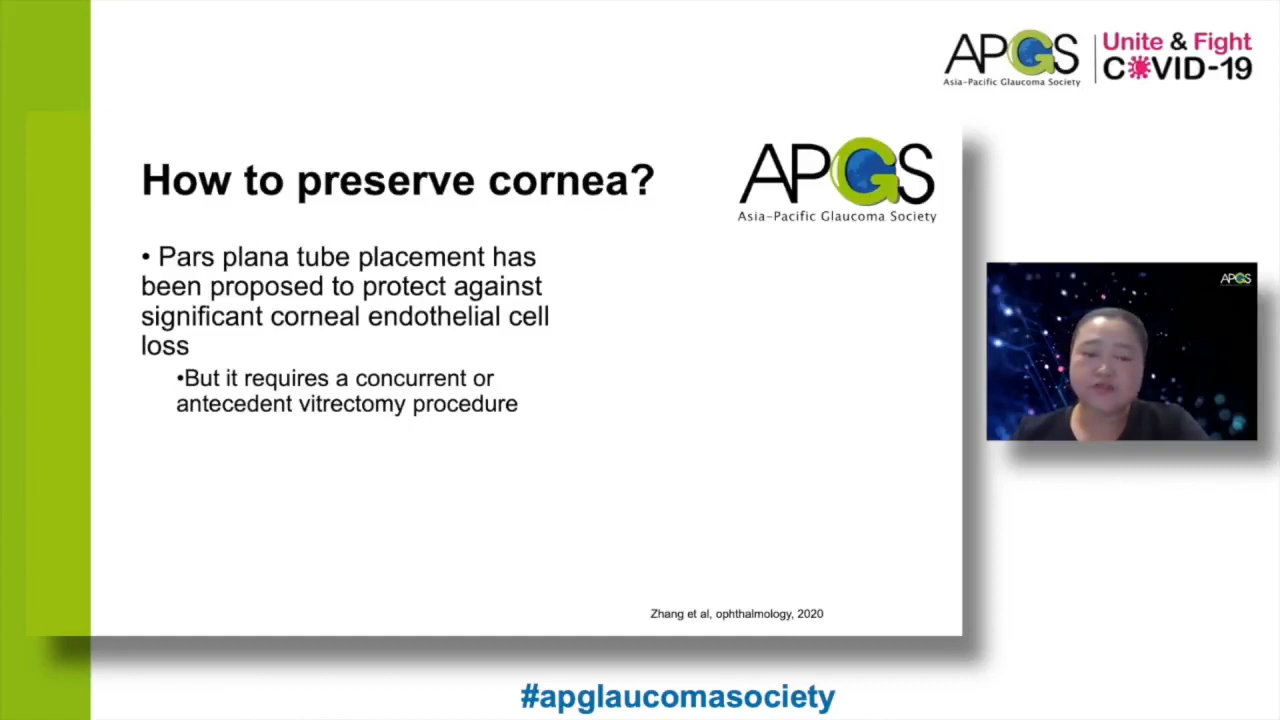 APGS
Asia-Pacific Glaucoma Society
Unite & Fight
COVID-19
How to preserve cornea?
APGS
Asia-Pacific Glaucoma Society
• Pars plana tube placement has
been proposed to protect against
significant corneal endothelial cell
loss
•But it requires a concurrent or
antecedent vitrectomy procedure
APGS
Zhang et al, ophthalmology, 2020
#apglaucomasociety